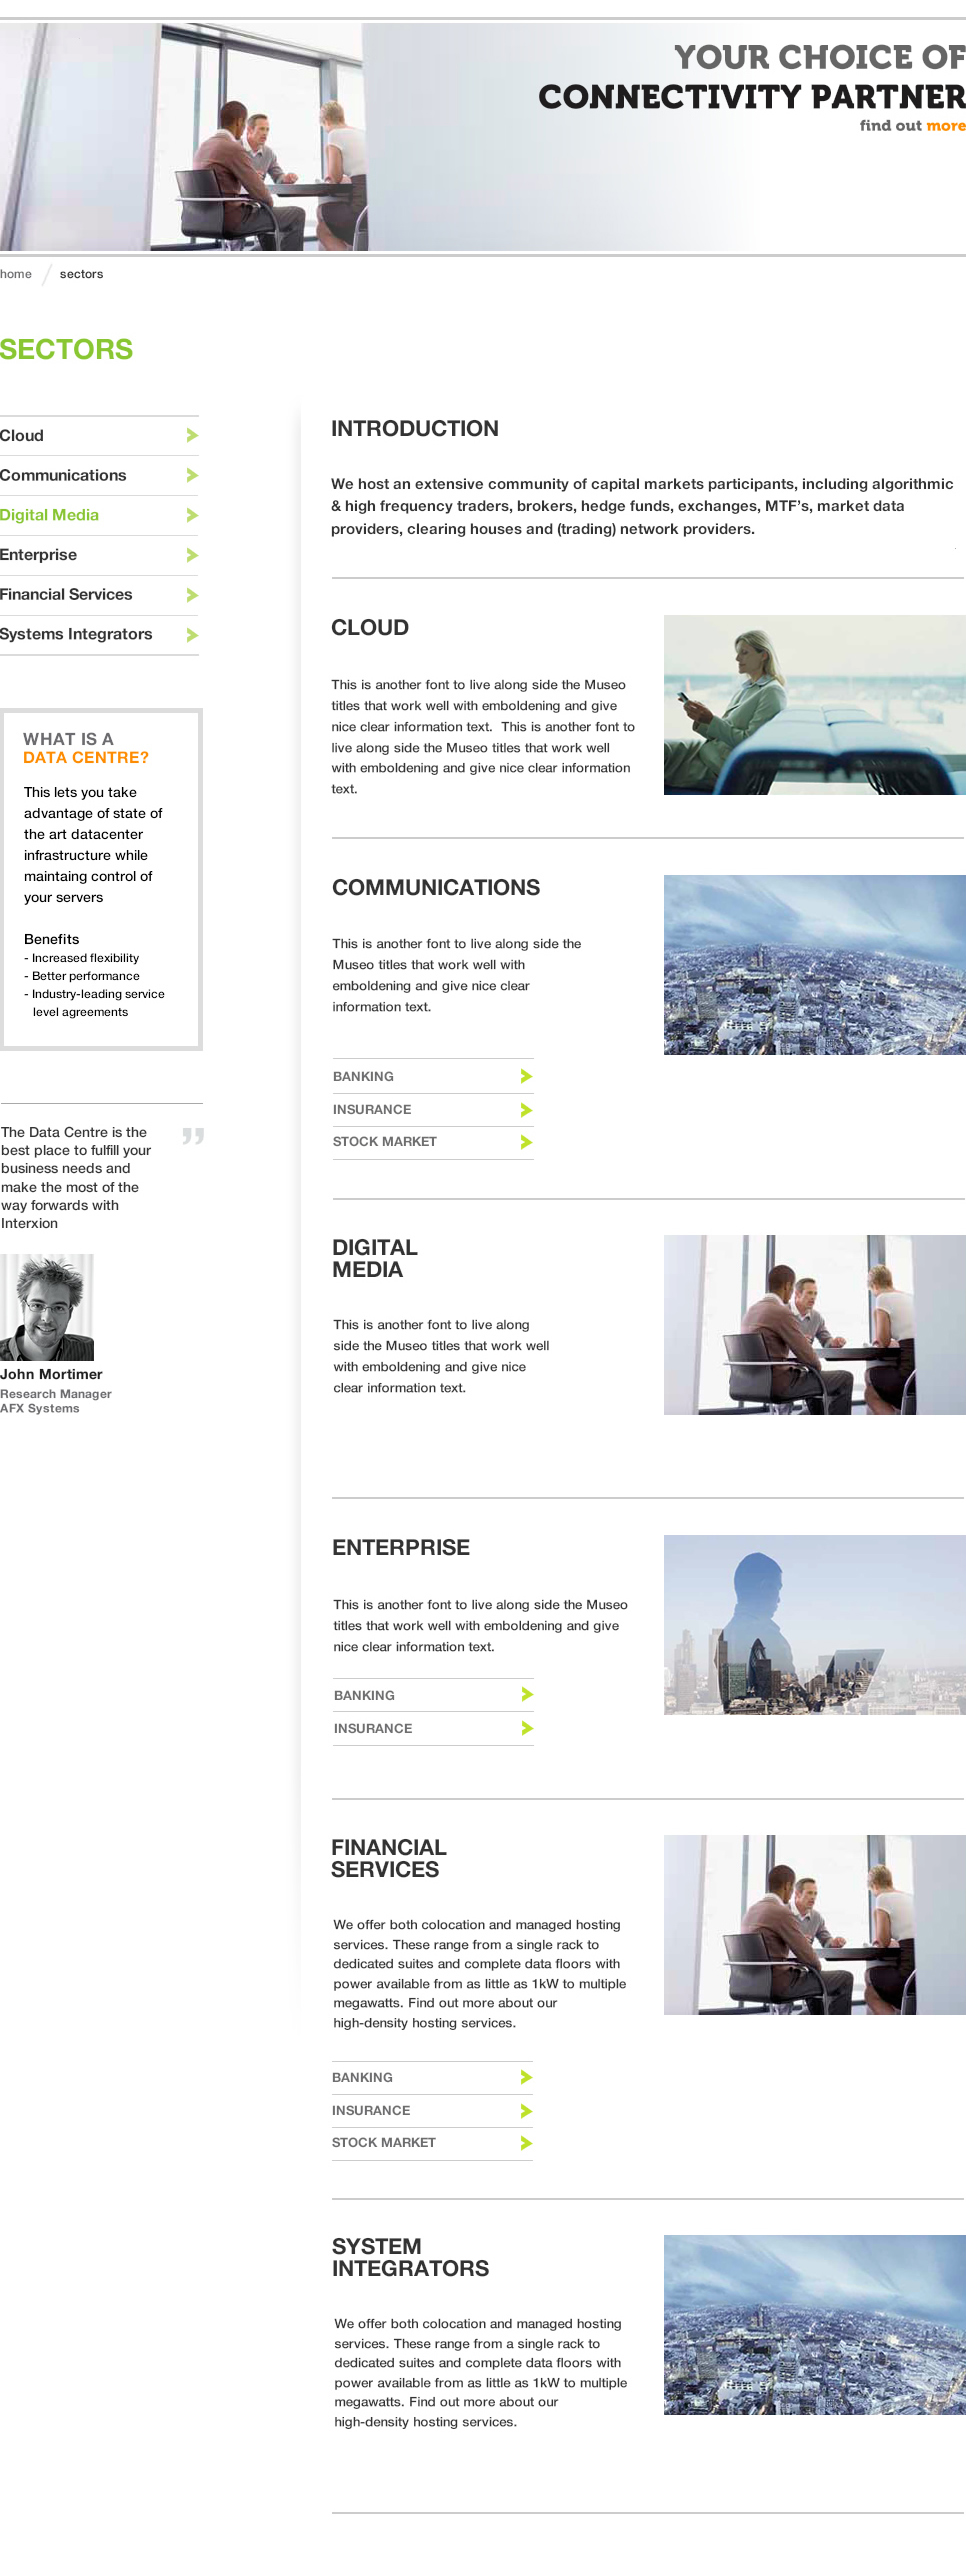 YOUR CHOICE OF
CONNECTIVITY PARTNER
find out more
home / sectors
SECTORS
Cloud
Communications
Digital Media
Enterprise
Financial Services
Systems Integrators
WHAT IS A
DATA CENTRE?
This lets you take
advantage of state of
the art datacenter
infrastructure while
maintaing control of
your servers
Benefits
- Increased flexibility
- Better performance
- Industry-leading service
level agreements
The Data Centre is the
best place to fulfill your
business needs and
make the most of the
way forwards with
Interxion
”
John Mortimer
Research Manager
AFX Systems
INTRODUCTION
We host an extensive community of capital markets participants, including algorithmic
& high frequency traders, brokers, hedge funds, exchanges, MTF’s, market data
providers, clearing houses and (trading) network providers.
CLOUD
This is another font to live along side the Museo
titles that work well with emboldening and give
nice clear information text.  This is another font to
live along side the Museo titles that work well
with emboldening and give nice clear information
text.
COMMUNICATIONS
This is another font to live along side the
Museo titles that work well with
emboldening and give nice clear
information text.
BANKING
INSURANCE
STOCK MARKET
DIGITAL
MEDIA
This is another font to live along
side the Museo titles that work well
with emboldening and give nice
clear information text.
ENTERPRISE
This is another font to live along side the Museo
titles that work well with emboldening and give
nice clear information text.
BANKING
INSURANCE
FINANCIAL
SERVICES
We offer both colocation and managed hosting
services. These range from a single rack to
dedicated suites and complete data floors with
power available from as little as 1kW to multiple
megawatts. Find out more about our
high-density hosting services.
BANKING
INSURANCE
STOCK MARKET
SYSTEM
INTEGRATORS
We offer both colocation and managed hosting
services. These range from a single rack to
dedicated suites and complete data floors with
power available from as little as 1kW to multiple
megawatts. Find out more about our
high-density hosting services.